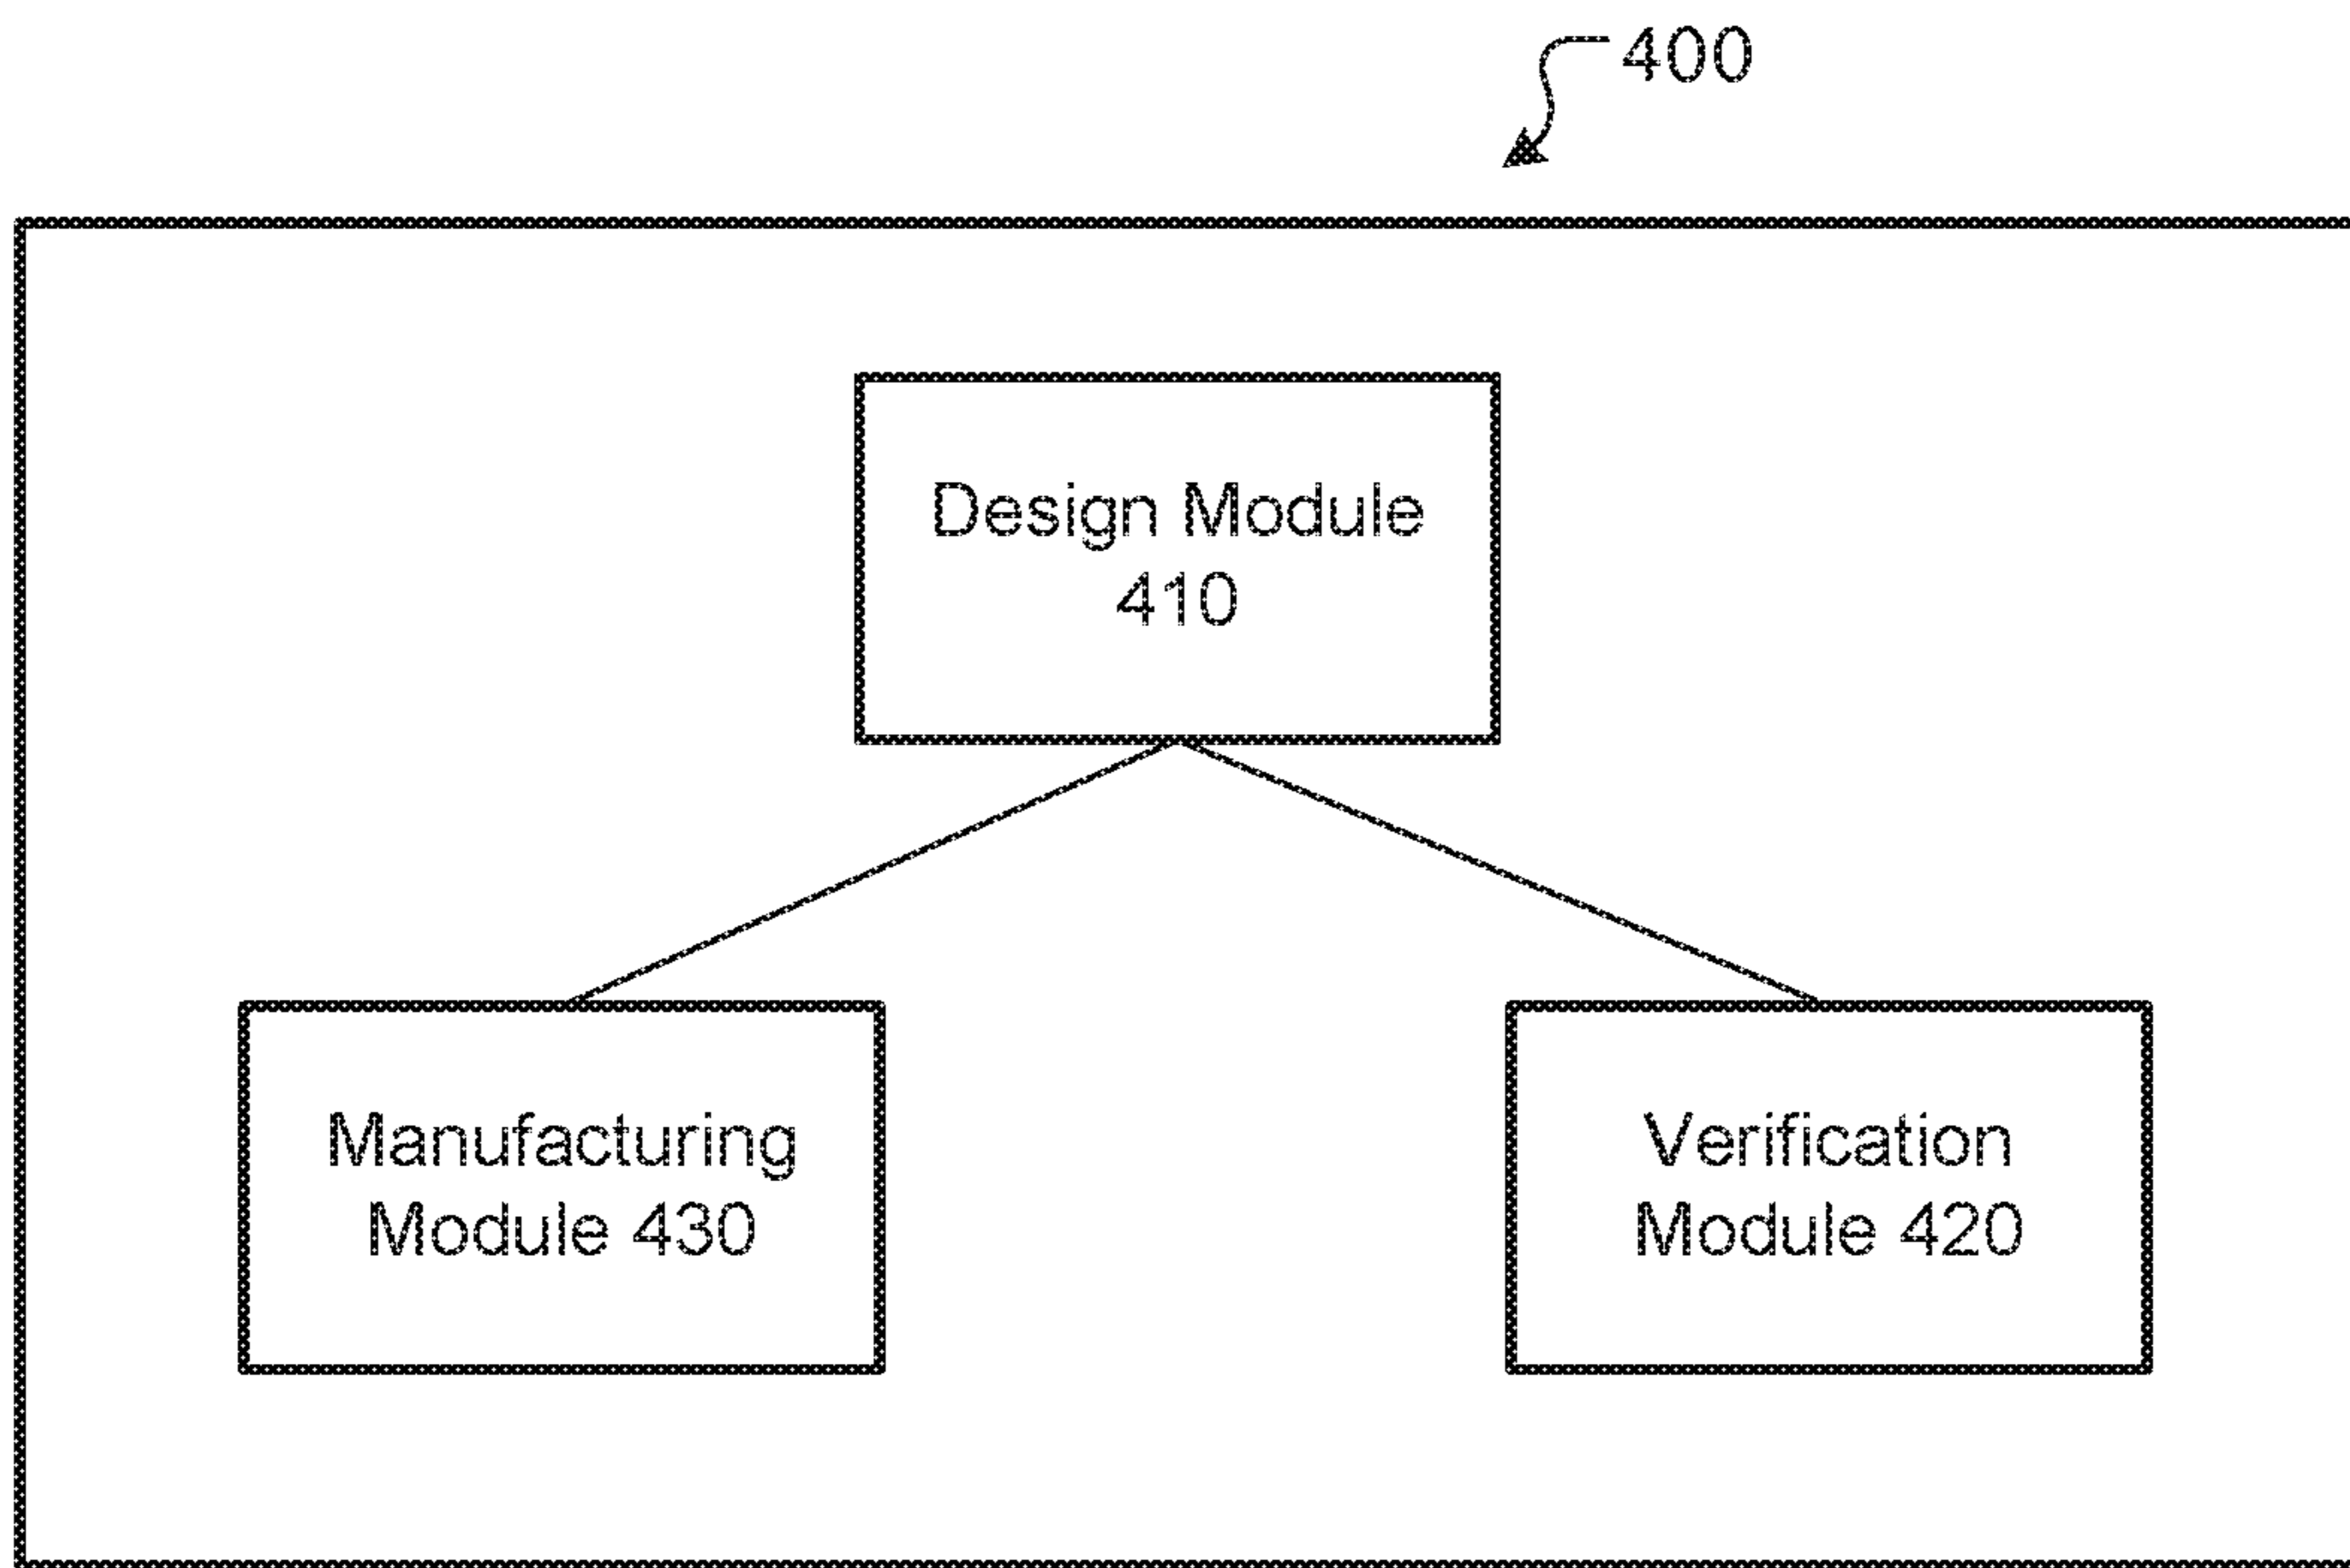 400
Design Module
410
Manufacturing
Module 430
Verification
Module 420